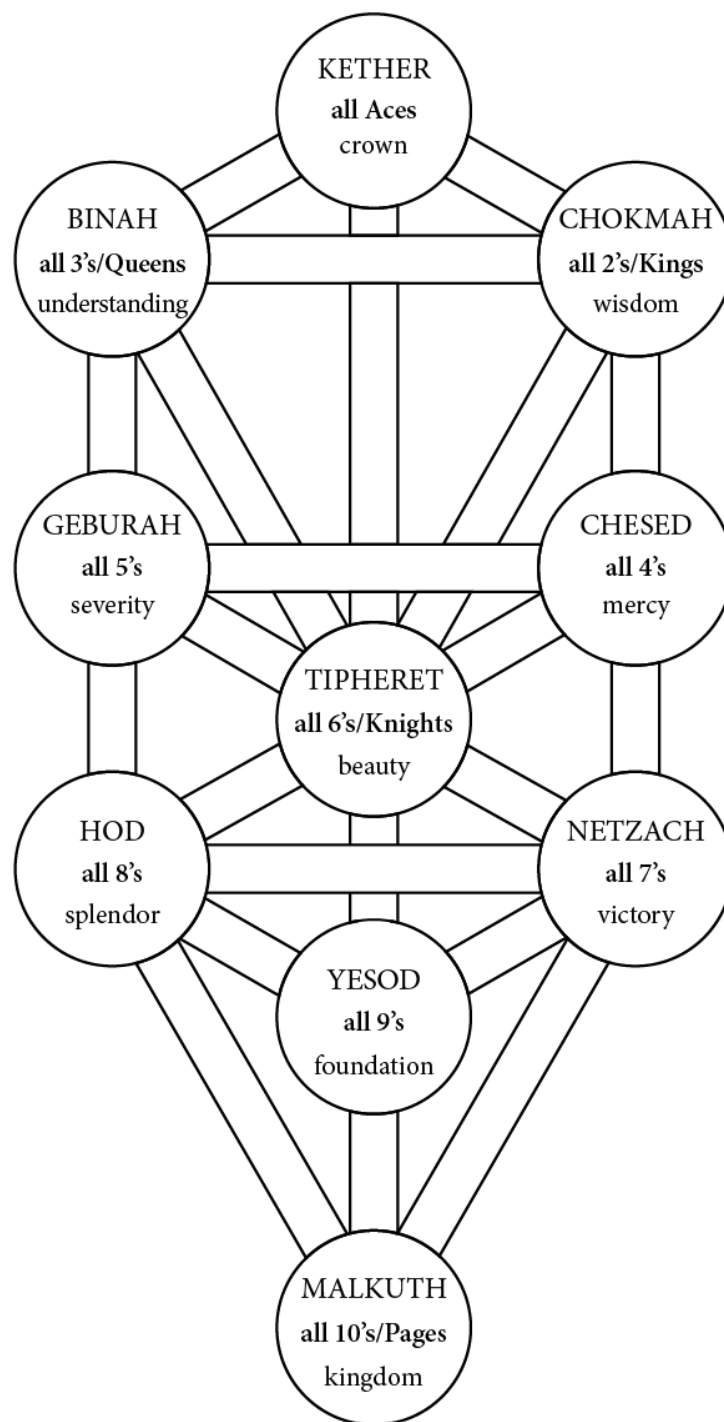 KETHER
all Aces
crown
BINAH
all 3's/Queens
understanding
CHOKMAH
all 2's/Kings
wisdom
GEBURAH
all 5's
severity
CHESED
all 4's
mercy
TIPHERET
all 6's/Knights
beauty
HOD
all 8's
splendor
NETZACH
all 7's
victory
YESOD
all 9's
foundation
MALKUTH
all 10's/Pages
kingdom